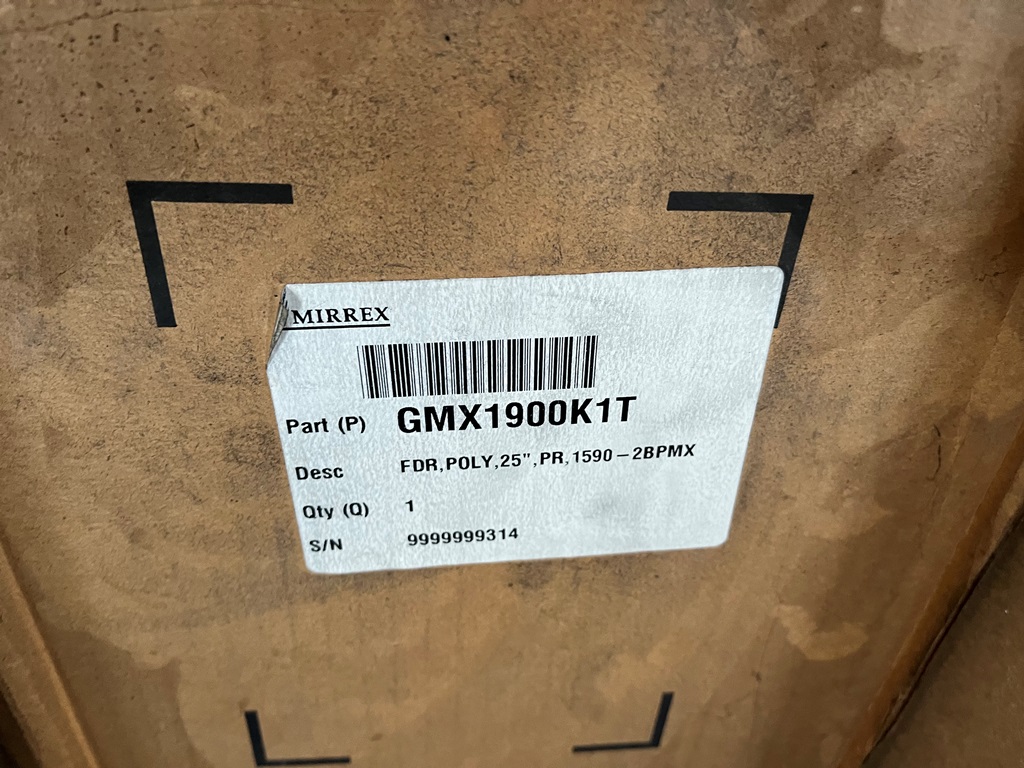 MIRREX
Part (P) GMX1900K1T
Desc FDR,POLY,25",PR,1590-2BPMX
Qty (Q) 1
S/N 9999999314